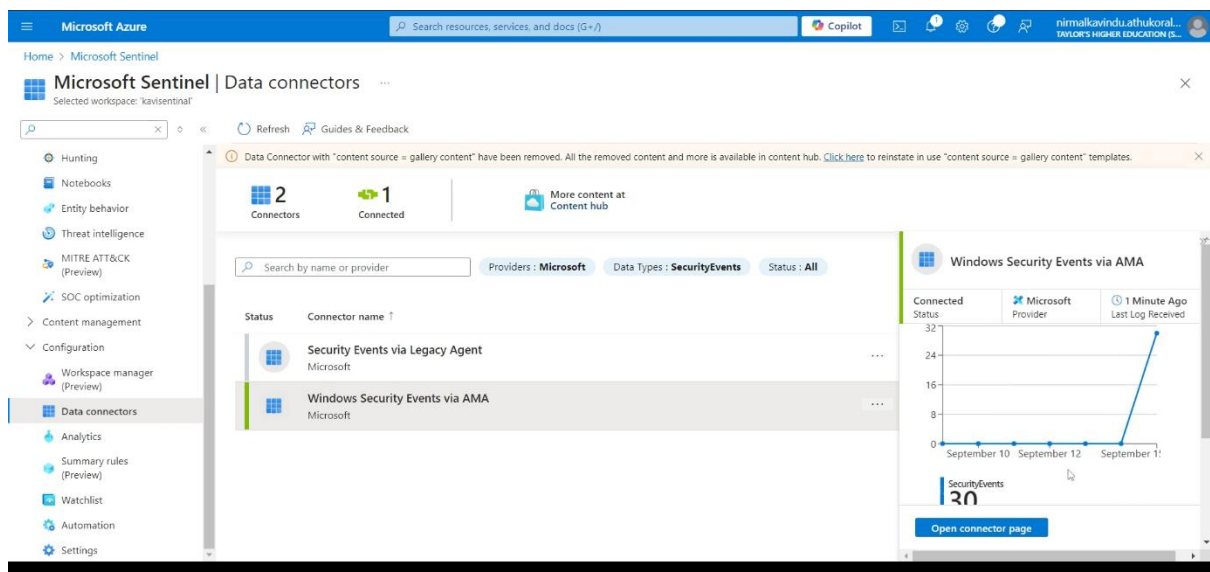 Microsoft Azure
Search resources, services, and docs (G+/)
Copilot
1
nirmalkavindu.athukoral...
TAYLOR'S HIGHER EDUCATION (S...
Home > Microsoft Sentinel
Microsoft Sentinel | Data connectors ...
Selected workspace: 'kavisentinal'
Refresh
Guides & Feedback
Data Connector with "content source = gallery content" have been removed. All the removed content and more is available in content hub. Click here to reinstate in use "content source = gallery content" templates.
Hunting
Notebooks
Entity behavior
Threat intelligence
MITRE ATT&CK
(Preview)
SOC optimization
Content management
Configuration
Workspace manager
(Preview)
Data connectors
Analytics
Summary rules
(Preview)
Watchlist
Automation
Settings
2
Connectors
1
Connected
More content at
Content hub
Search by name or provider
Providers : Microsoft
Data Types : SecurityEvents
Status : All
Status
Connector name ↑
Security Events via Legacy Agent
Microsoft
...
Windows Security Events via AMA
Microsoft
...
Windows Security Events via AMA
Connected
Status
Microsoft
Provider
1 Minute Ago
Last Log Received
32
24
16
8
0
September 10 September 12 September 1
SecurityEvents
30
Open connector page